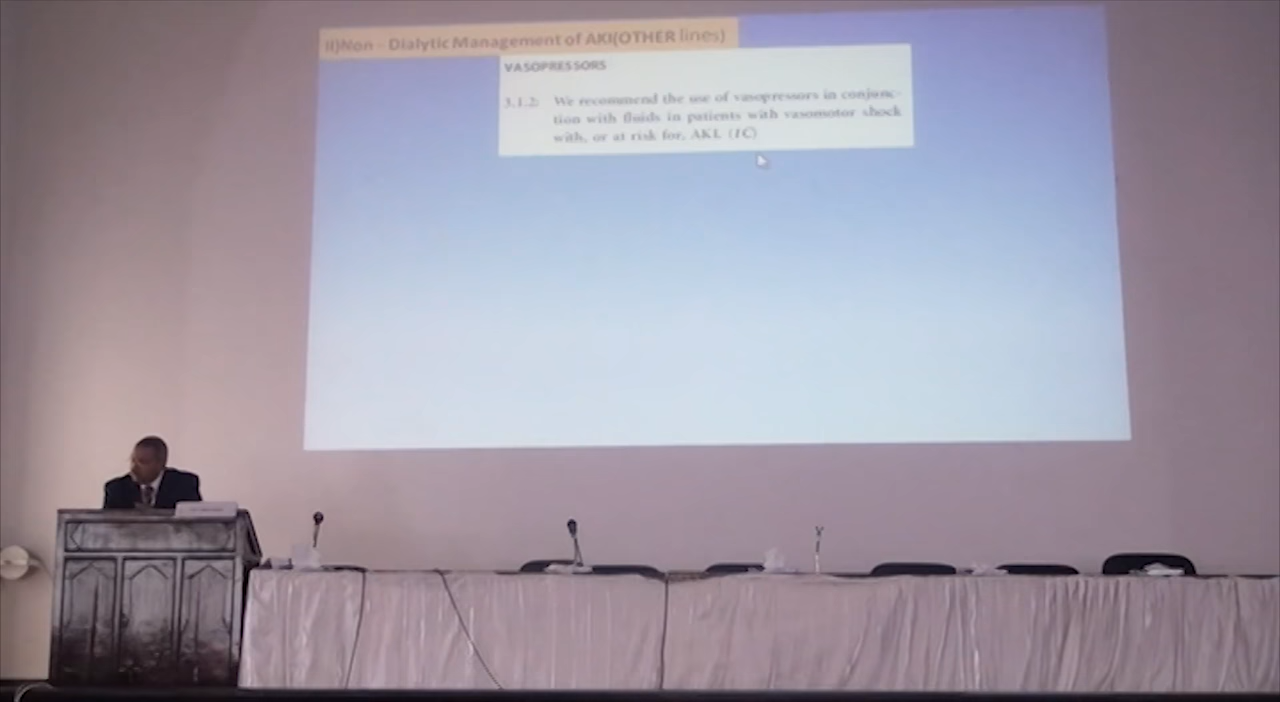 II)Non - Dialytic Management of AKI(OTHER lines)
VASOPRESSORS
3.1.2: We recommend the use of vasopressors in conjunc-
tion with fluids in patients with vasomotor shock
with, or at risk for, AKI. (1C)